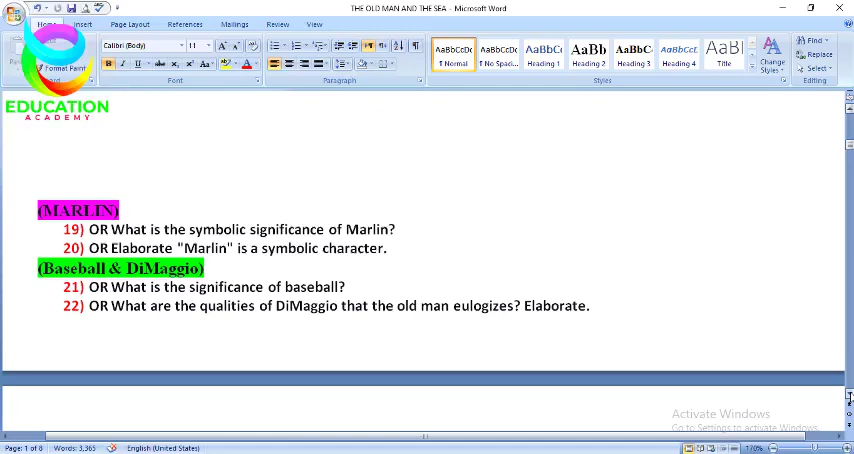 THE OLD MAN AND THE SEA - Microsoft Word
Home Insert Page Layout References Mailings Review View
Calibri (Body) 11
AaBbCcDc AaBbCcDc AaBbC AaBb AaBbC AaBbCcL AaBl
¶ Normal ¶ No Spaci... Heading 1 Heading 2 Heading 3 Heading 4 Title
Change Styles
Find
Replace
Select
Format Paint
Font Paragraph Styles Editing
EDUCATION
ACADEMY
(MARLIN)
19) OR What is the symbolic significance of Marlin?
20) OR Elaborate "Marlin" is a symbolic character.
(Baseball & DiMaggio)
21) OR What is the significance of baseball?
22) OR What are the qualities of DiMaggio that the old man eulogizes? Elaborate.
Activate Windows
Go to Settings to activate Windows.
Page: 1 of 8 Words: 3,365 English (United States) 170%